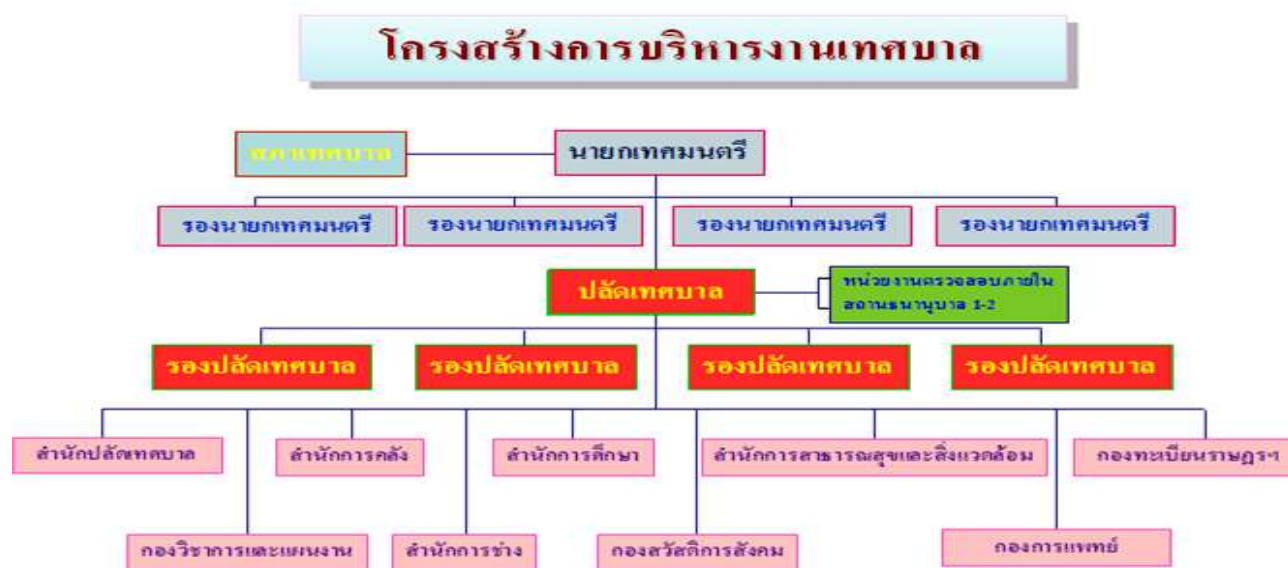 โครงสร้างการบริหารงานเทศบาล
สภาเทศบาล
นายกเทศมนตรี
รองนายกเทศมนตรี
รองนายกเทศมนตรี
รองนายกเทศมนตรี
รองนายกเทศมนตรี
ปลัดเทศบาล
หน่วยงานตรวจสอบภายใน
สถานธนานุบาล 1-2
รองปลัดเทศบาล
รองปลัดเทศบาล
รองปลัดเทศบาล
รองปลัดเทศบาล
สำนักปลัดเทศบาล
สำนักการคลัง
สำนักการศึกษา
สำนักการสาธารณสุขและสิ่งแวดล้อม
กองทะเบียนราษฎรฯ
กองวิชาการและแผนงาน
สำนักการช่าง
กองสวัสดิการสังคม
กองการแพทย์